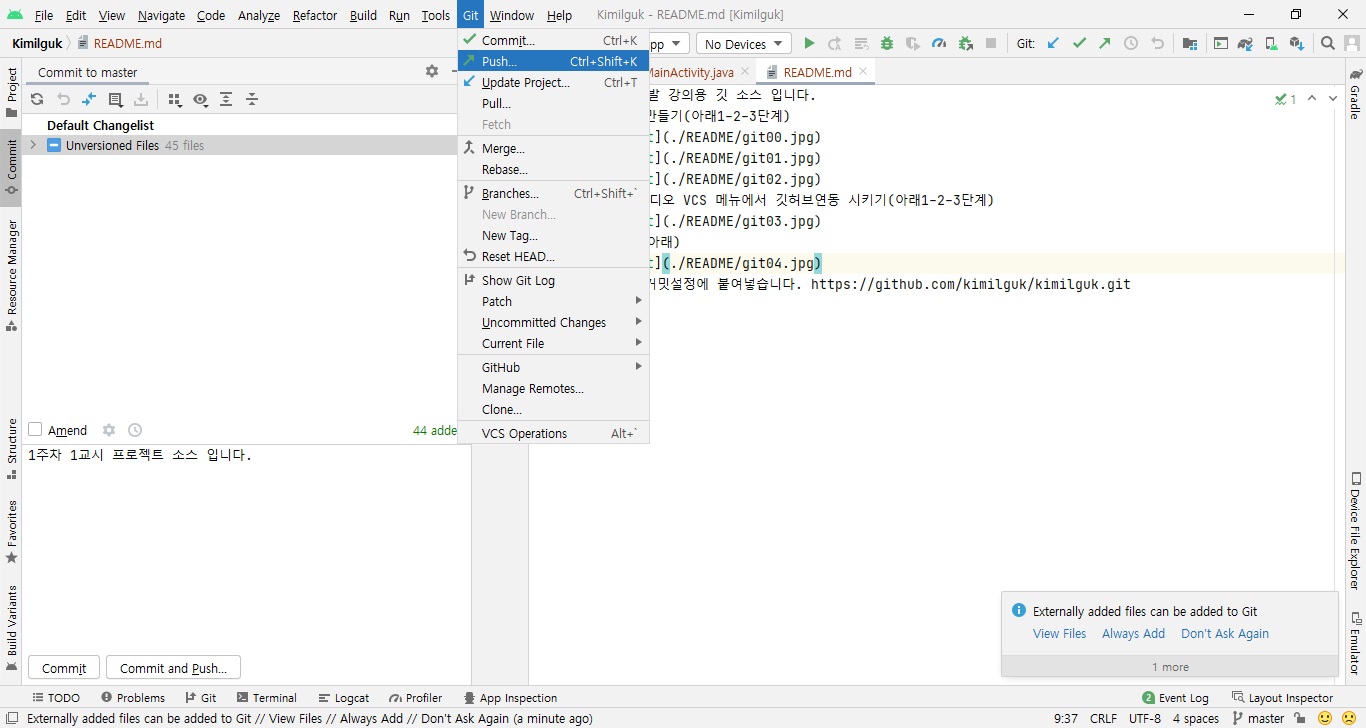 File Edit View Navigate Code Analyze Refactor Build Run Tools Git Window Help Kimilguk - README.md [Kimilguk]
Kimilguk README.md
No Devices
Git:
Commit to master
MainActivity.java
README.md
Default Changelist
Unversioned Files 45 files
Commit... Ctrl+K
Push... Ctrl+Shift+K
Update Project... Ctrl+T
Pull...
Fetch
Merge...
Rebase...
Branches... Ctrl+Shift+`
New Branch...
New Tag...
Reset HEAD...
Show Git Log
Patch
Uncommitted Changes
Current File
GitHub
Manage Remotes...
Clone...
VCS Operations Alt+`
강의용 깃 소스 입니다.
만들기(아래1-2-3단계)
](./README/git00.jpg)
](./README/git01.jpg)
](./README/git02.jpg)
디오 VCS 메뉴에서 깃허브연동 시키기(아래1-2-3단계)
](./README/git03.jpg)
아래)
](./README/git04.jpg)
커밋설정에 붙여넣습니다. https://github.com/kimilguk/kimilguk.git
1
Amend
44 adde
1주차 1교시 프로젝트 소스 입니다.
Commit
Commit and Push...
Project
Commit
Resource Manager
Structure
Favorites
Build Variants
Gradle
Device File Explorer
Emulator
Externally added files can be added to Git
View Files Always Add Don't Ask Again
1 more
TODO Problems Git Terminal Logcat Profiler App Inspection
2 Event Log Layout Inspector
Externally added files can be added to Git // View Files // Always Add // Don't Ask Again (a minute ago)
9:37 CRLF UTF-8 4 spaces master